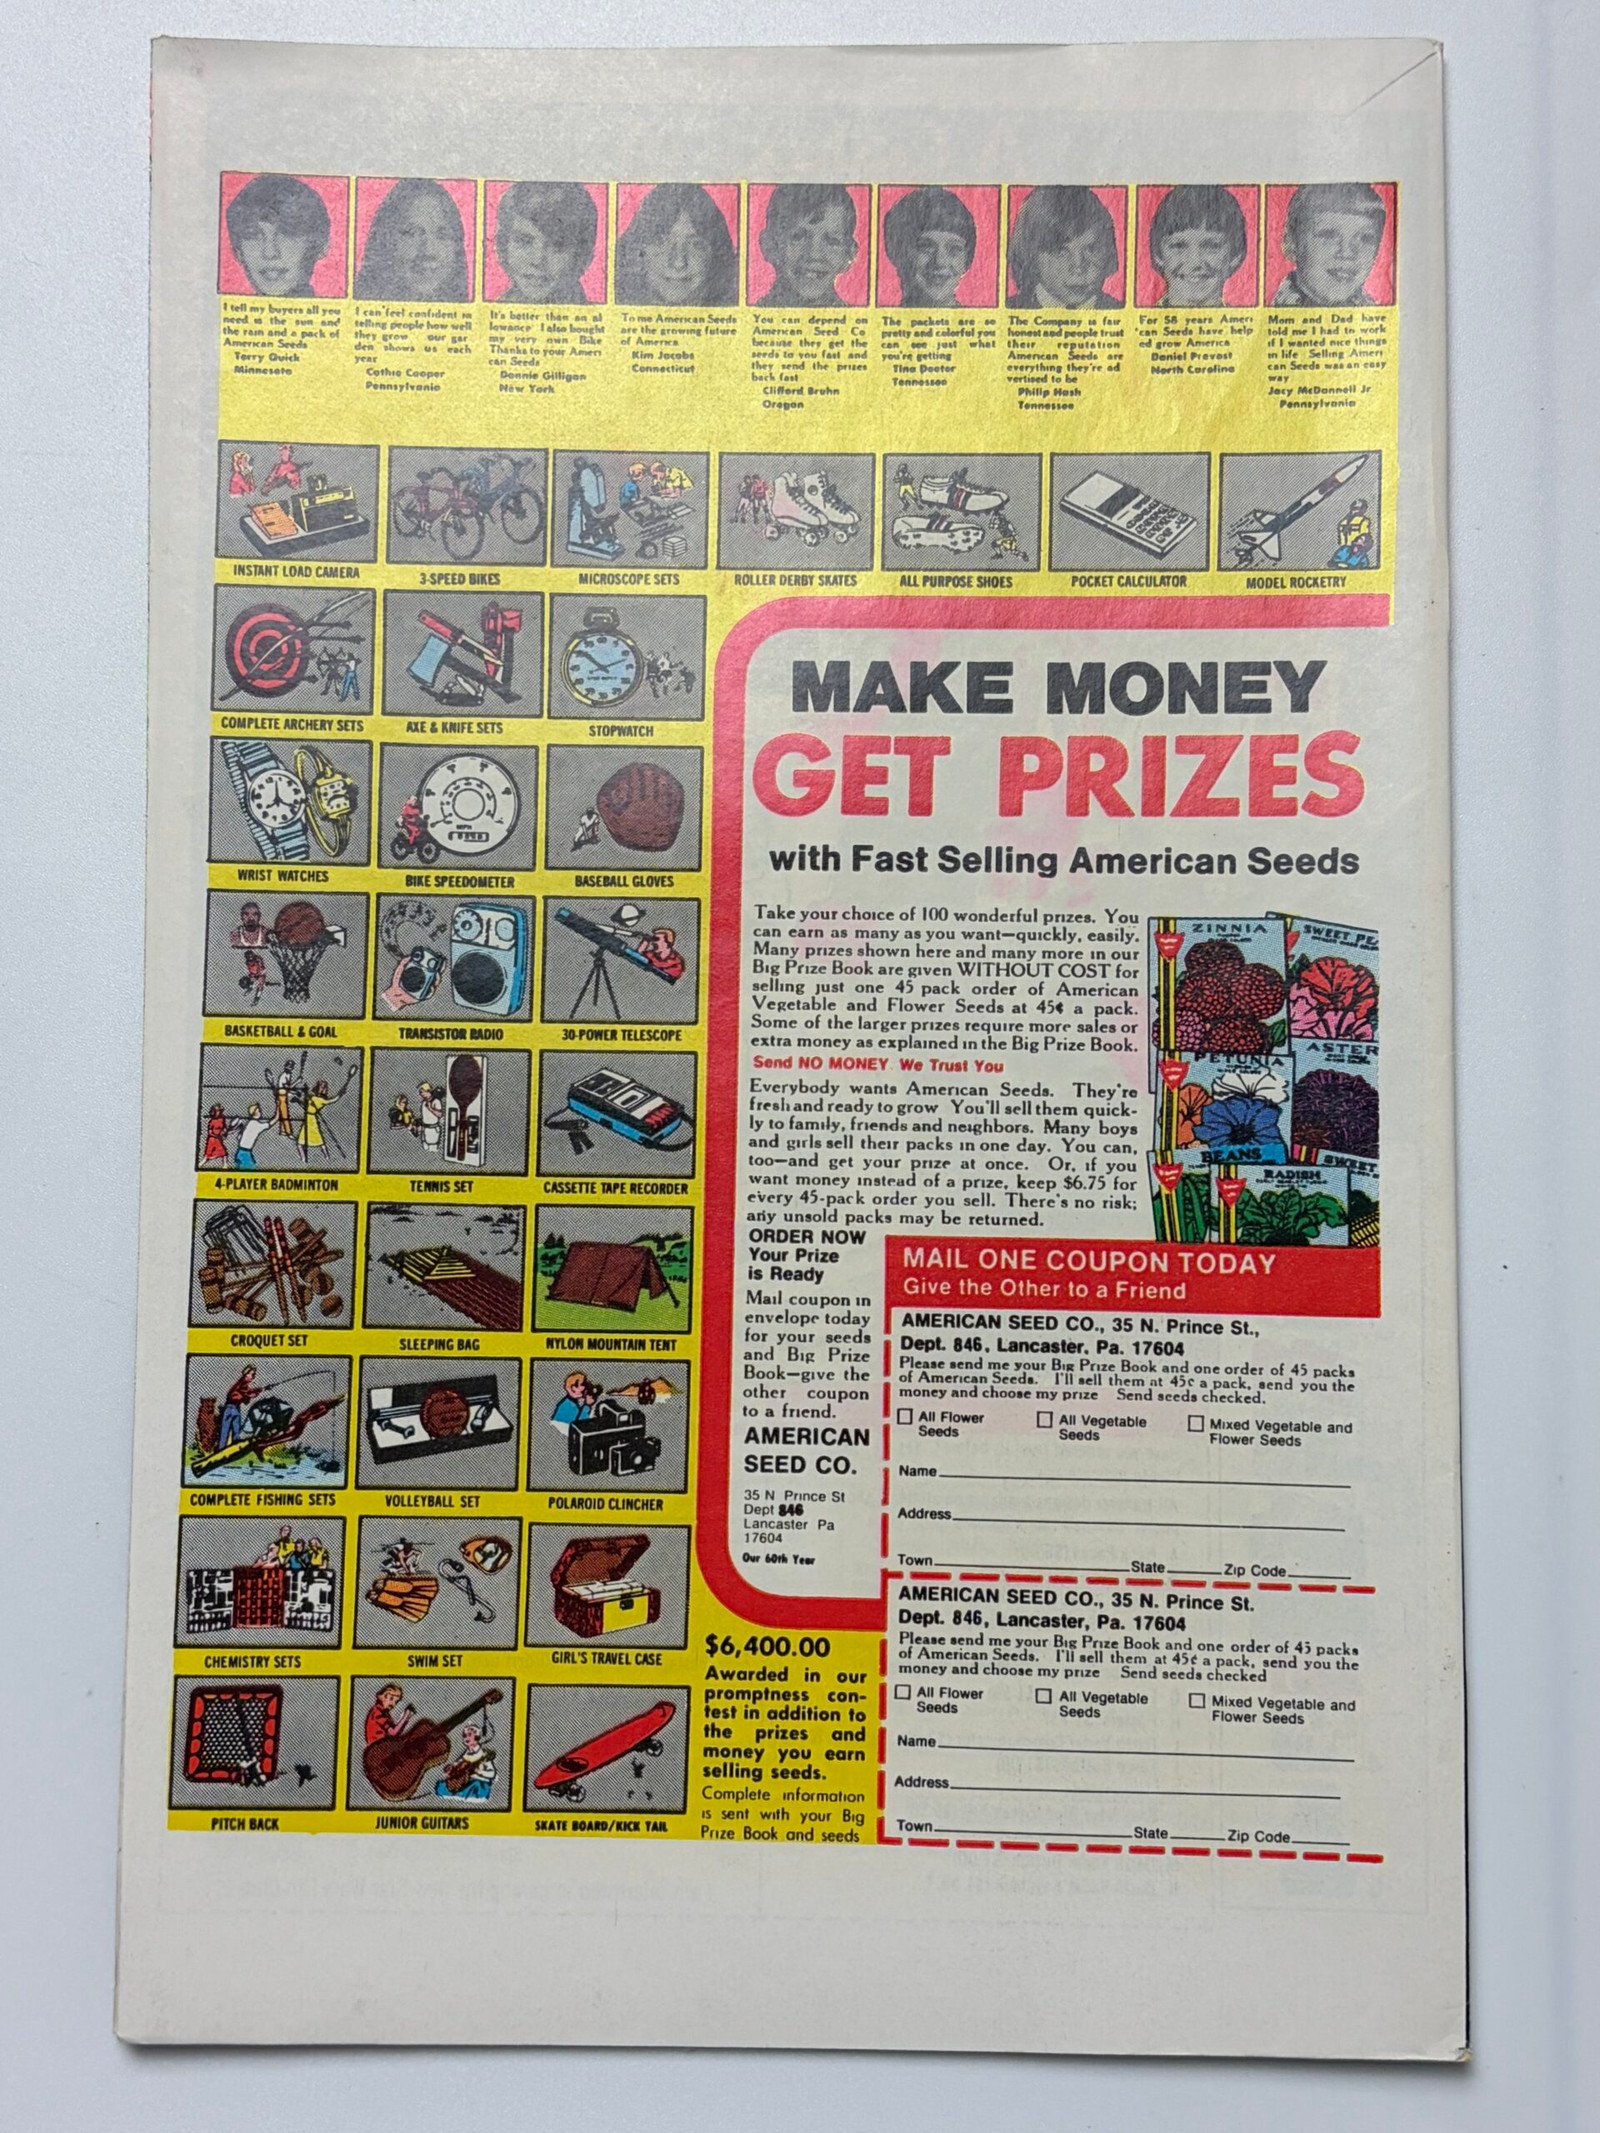 I tell my buyers all you
need is the sun and
the rain and a pack of
American Seeds
Terry Quick
Minnesota
I can feel confident in
telling people how well
they grow our gar
den shows us each
year
Cathie Cooper
Pennsylvania
It's better than an al
lowance I also bought
my very own Bike
Thanks to your Ameri
can Seeds
Donnie Gilligan
New York
To me American Seeds
are the growing future
of America
Kim Jacobs
Connecticut
You can depend on
American Seed Co
because they get the
seeds to you fast and
they send the prizes
back fast
Clifford Bruhn
Oregon
The packets are so
pretty and colorful you
can see just what
you're getting
Tina Deeter
Tennessee
The Company is fair
honest and people trust
their reputation
American Seeds are
everything they're ad
vertised to be
Philip Hash
Tennessee
For 58 years Ameri
can Seeds have help
ed grow America
Daniel Prevost
North Carolina
Mom and Dad have
told me I had to work
if I wanted nice things
in life Selling Ameri
can Seeds was an easy
way
Jacy McDannell Jr
Pennsylvania
INSTANT LOAD CAMERA
3-SPEED BIKES
MICROSCOPE SETS
ROLLER DERBY SKATES
ALL PURPOSE SHOES
POCKET CALCULATOR
MODEL ROCKETRY
COMPLETE ARCHERY SETS
AXE & KNIFE SETS
STOPWATCH
WRIST WATCHES
BIKE SPEEDOMETER
BASEBALL GLOVES
BASKETBALL & GOAL
TRANSISTOR RADIO
30-POWER TELESCOPE
4-PLAYER BADMINTON
TENNIS SET
CASSETTE TAPE RECORDER
CROQUET SET
SLEEPING BAG
NYLON MOUNTAIN TENT
COMPLETE FISHING SETS
VOLLEYBALL SET
POLAROID CLINCHER
CHEMISTRY SETS
SWIM SET
GIRL'S TRAVEL CASE
PITCH BACK
JUNIOR GUITARS
SKATE BOARD/KICK TAIL
MAKE MONEY
GET PRIZES
with Fast Selling American Seeds
Take your choice of 100 wonderful prizes. You
can earn as many as you want—quickly, easily.
Many prizes shown here and many more in our
Big Prize Book are given WITHOUT COST for
selling just one 45 pack order of American
Vegetable and Flower Seeds at 45¢ a pack.
Some of the larger prizes require more sales or
extra money as explained in the Big Prize Book.
Send NO MONEY We Trust You
Everybody wants American Seeds. They're
fresh and ready to grow You'll sell them quick-
ly to family, friends and neighbors. Many boys
and girls sell their packs in one day. You can,
too—and get your prize at once. Or, if you
want money instead of a prize, keep $6.75 for
every 45-pack order you sell. There's no risk;
any unsold packs may be returned.
ZINNIA
SWEET PE
PETUNIA
ASTER
BEANS
RADISH
SWEET
ORDER NOW
Your Prize
is Ready
Mail coupon in
envelope today
for your seeds
and Big Prize
Book—give the
other coupon
to a friend.
AMERICAN
SEED CO.
35 N Prince St
Dept 846
Lancaster Pa
17604
Our 60th Year
$6,400.00
Awarded in our
promptness con-
test in addition to
the prizes and
money you earn
selling seeds.
Complete information
is sent with your Big
Prize Book and seeds
MAIL ONE COUPON TODAY
Give the Other to a Friend
AMERICAN SEED CO., 35 N. Prince St.,
Dept. 846, Lancaster, Pa. 17604
Please send me your Big Prize Book and one order of 45 packs
of American Seeds. I'll sell them at 45¢ a pack, send you the
money and choose my prize Send seeds checked.
All Flower Seeds
All Vegetable Seeds
Mixed Vegetable and Flower Seeds
Name
Address
Town State Zip Code
AMERICAN SEED CO., 35 N. Prince St.
Dept. 846, Lancaster, Pa. 17604
Please send me your Big Prize Book and one order of 45 packs
of American Seeds. I'll sell them at 45¢ a pack, send you the
money and choose my prize Send seeds checked
All Flower Seeds
All Vegetable Seeds
Mixed Vegetable and Flower Seeds
Name
Address
Town State Zip Code